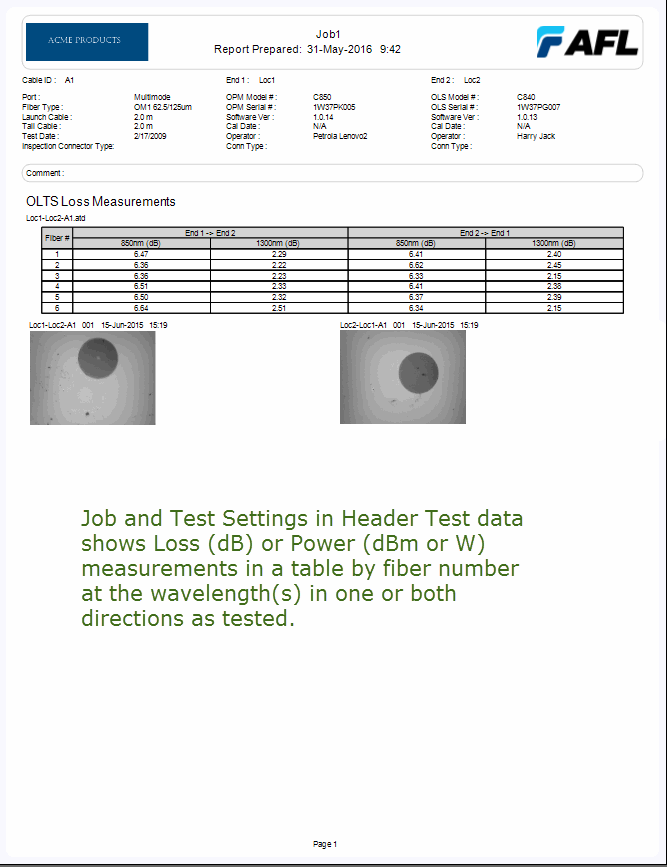 ACME PRODUCTS
Job1
Report Prepared: 31-May-2016 9:42
AFL
Cable ID : A1 End 1 : Loc1 End 2 : Loc2
Port : Multimode OPM Model # : C850 OLS Model # : C840
Fiber Type : OM1 62.5/125um OPM Serial # : 1W37PK005 OLS Serial # : 1W37PG007
Launch Cable : 2.0 m Software Ver : 1.0.14 Software Ver : 1.0.13
Tail Cable : 2.0 m Cal Date : N/A Cal Date : N/A
Test Date : 2/17/2009 Operator : Petrola Lenovo2 Operator : Harry Jack
Inspection Connector Type: Conn Type : Conn Type :
Comment :
OLTS Loss Measurements
Loc1-Loc2-A1.atd
Fiber # End 1 -> End 2 End 2 -> End 1
850nm (dB) 1300nm (dB) 850nm (dB) 1300nm (dB)
1 6.47 2.29 6.41 2.40
2 6.36 2.22 6.62 2.45
3 6.36 2.23 6.33 2.15
4 6.51 2.33 6.41 2.38
5 6.50 2.32 6.37 2.39
6 6.64 2.51 6.34 2.15
Loc1-Loc2-A1 001 15-Jun-2015 15:19 Loc2-Loc1-A1 001 15-Jun-2015 15:19
Job and Test Settings in Header Test data
shows Loss (dB) or Power (dBm or W)
measurements in a table by fiber number
at the wavelength(s) in one or both
directions as tested.
Page 1